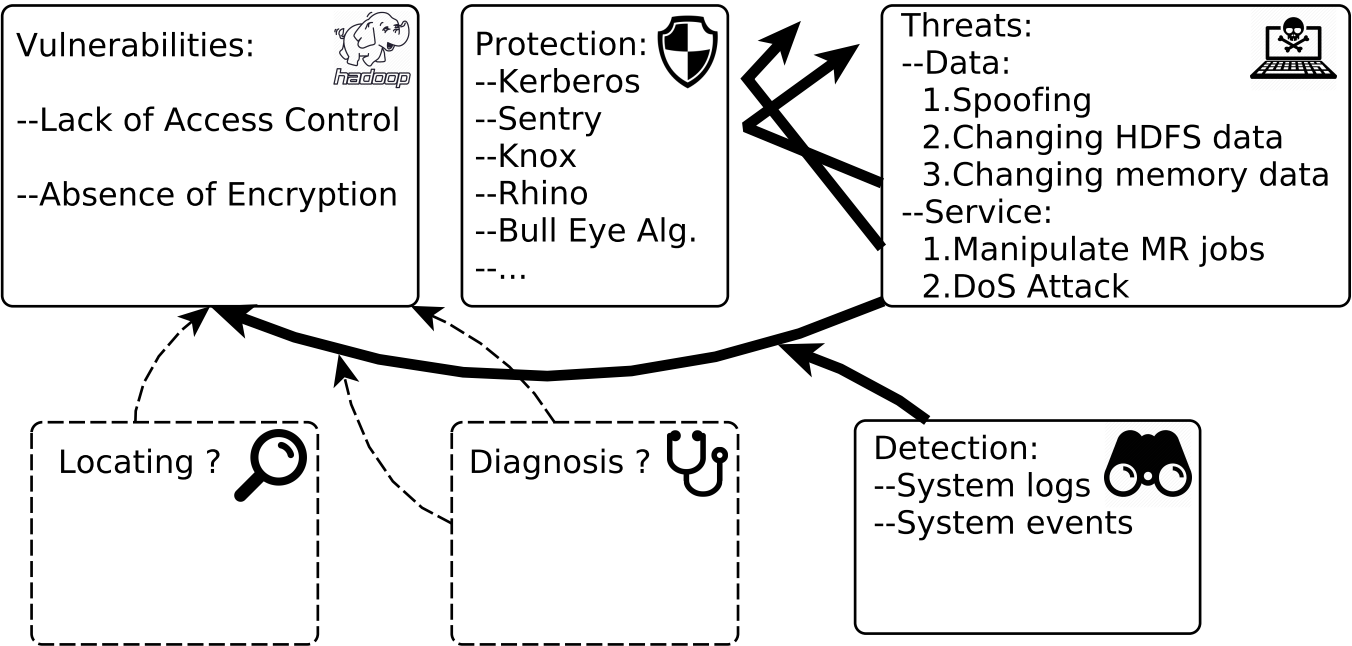 Vulnerabilities:
hadoop
--Lack of Access Control
--Absence of Encryption
Protection:
--Kerberos
--Sentry
--Knox
--Rhino
--Bull Eye Alg.
--...
Threats:
--Data:
1.Spoofing
2.Changing HDFS data
3.Changing memory data
--Service:
1.Manipulate MR jobs
2.DoS Attack
Locating ?
Diagnosis ?
Detection:
--System logs
--System events